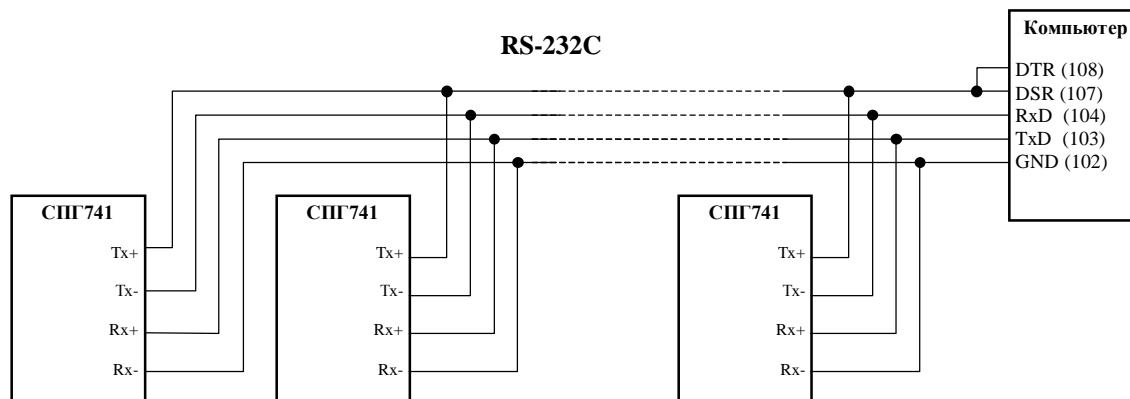 RS-232C
Компьютер
DTR (108)
DSR (107)
RxD (104)
TxD (103)
GND (102)
СПГ741
Tx+
Tx-
Rx+
Rx-
СПГ741
Tx+
Tx-
Rx+
Rx-
СПГ741
Tx+
Tx-
Rx+
Rx-